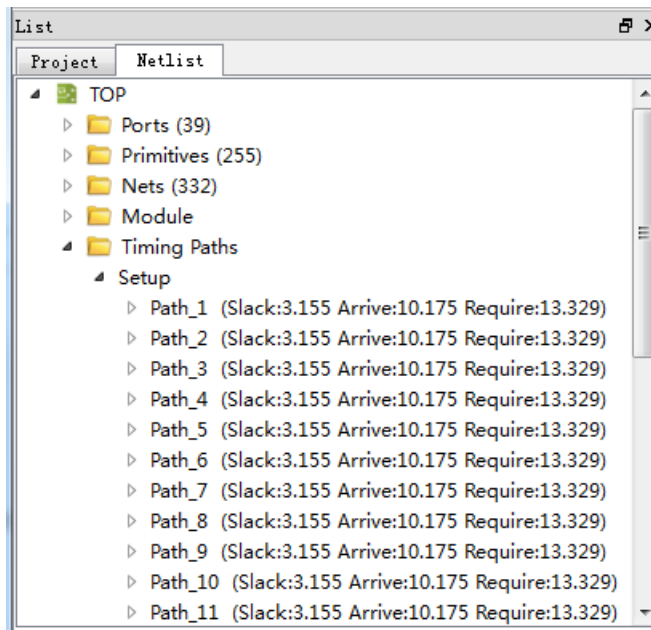 List
Project Netlist
TOP
Ports (39)
Primitives (255)
Nets (332)
Module
Timing Paths
Setup
Path_1 (Slack:3.155 Arrive:10.175 Require:13.329)
Path_2 (Slack:3.155 Arrive:10.175 Require:13.329)
Path_3 (Slack:3.155 Arrive:10.175 Require:13.329)
Path_4 (Slack:3.155 Arrive:10.175 Require:13.329)
Path_5 (Slack:3.155 Arrive:10.175 Require:13.329)
Path_6 (Slack:3.155 Arrive:10.175 Require:13.329)
Path_7 (Slack:3.155 Arrive:10.175 Require:13.329)
Path_8 (Slack:3.155 Arrive:10.175 Require:13.329)
Path_9 (Slack:3.155 Arrive:10.175 Require:13.329)
Path_10 (Slack:3.155 Arrive:10.175 Require:13.329)
Path_11 (Slack:3.155 Arrive:10.175 Require:13.329)